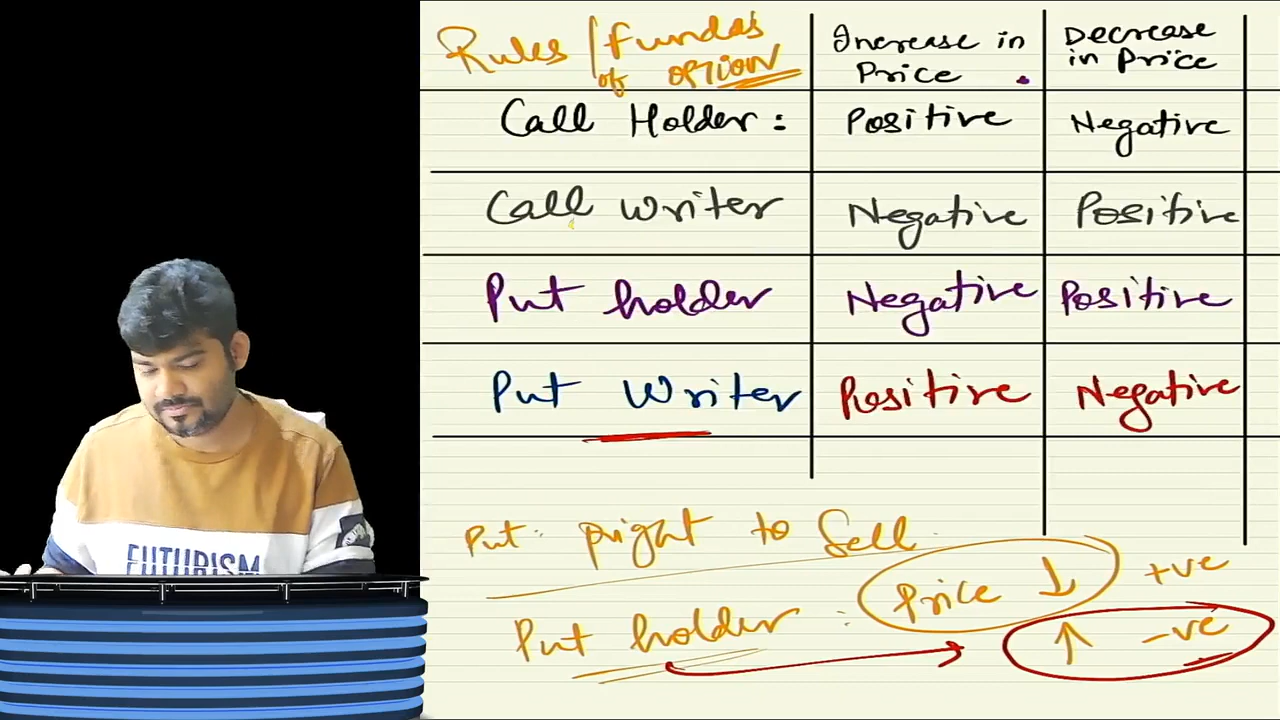 Rules / fundas of option
Increase in Price
Decrease in Price
Call Holder: Positive Negative
Call writer Negative Positive
Put holder Negative Positive
Put Writer Positive Negative
Put: right to Sell
Put holder: Price ↓ +ve
↑ -ve
FUTURISM